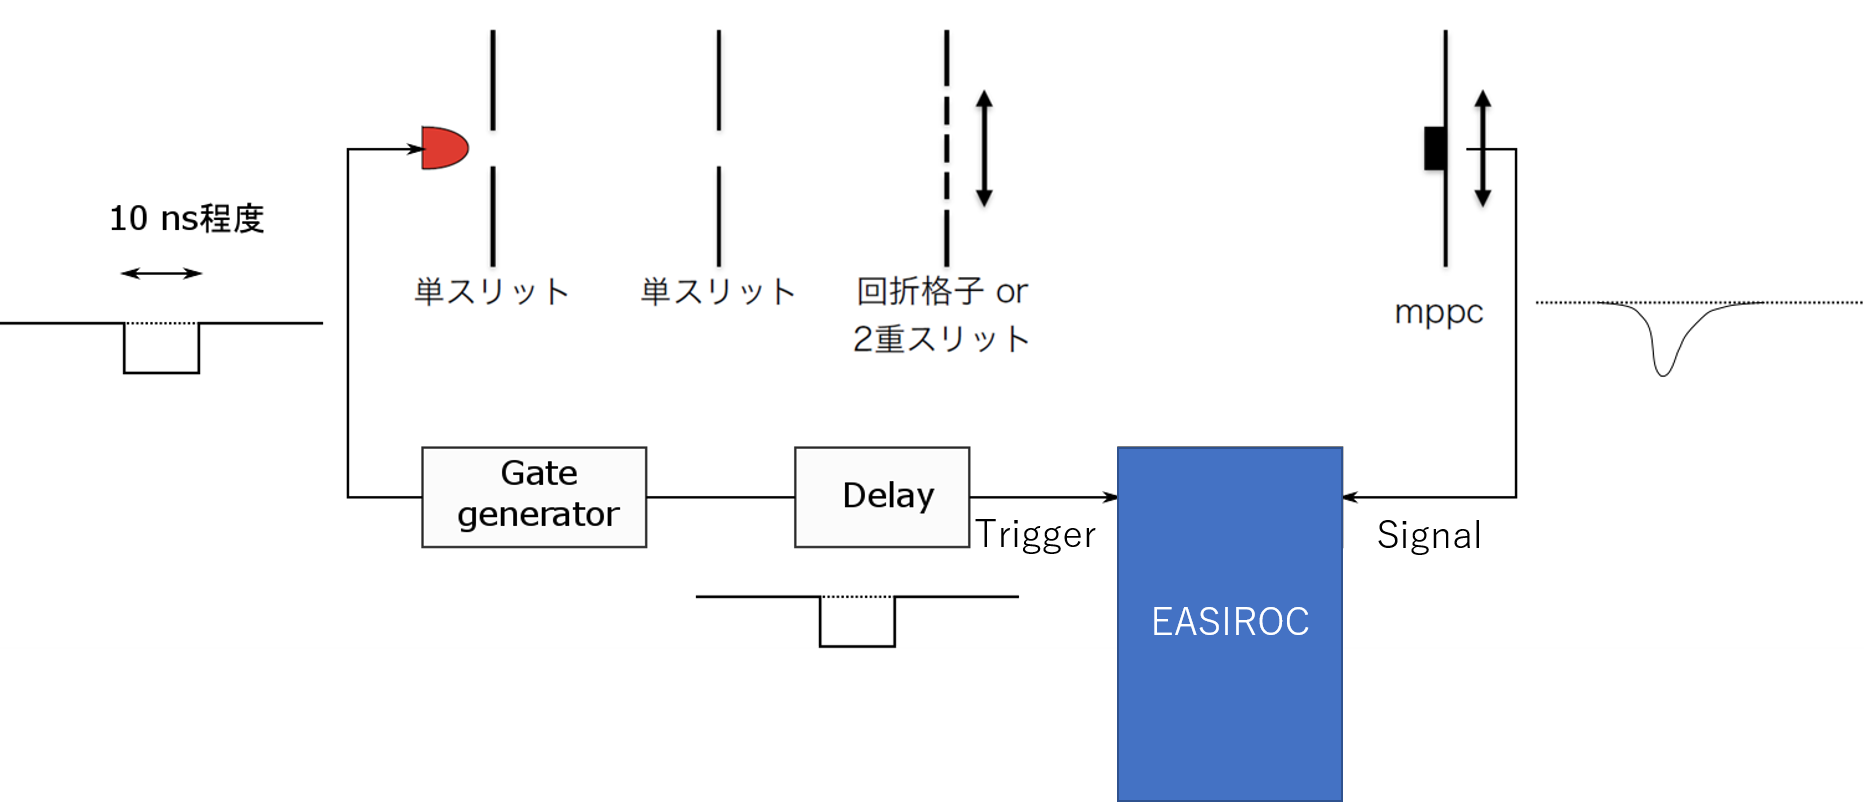 10 ns程度
単スリット
単スリット
回折格子 or
2重スリット
mppc
Gate
generator
Delay
Trigger
Signal
EASIROC